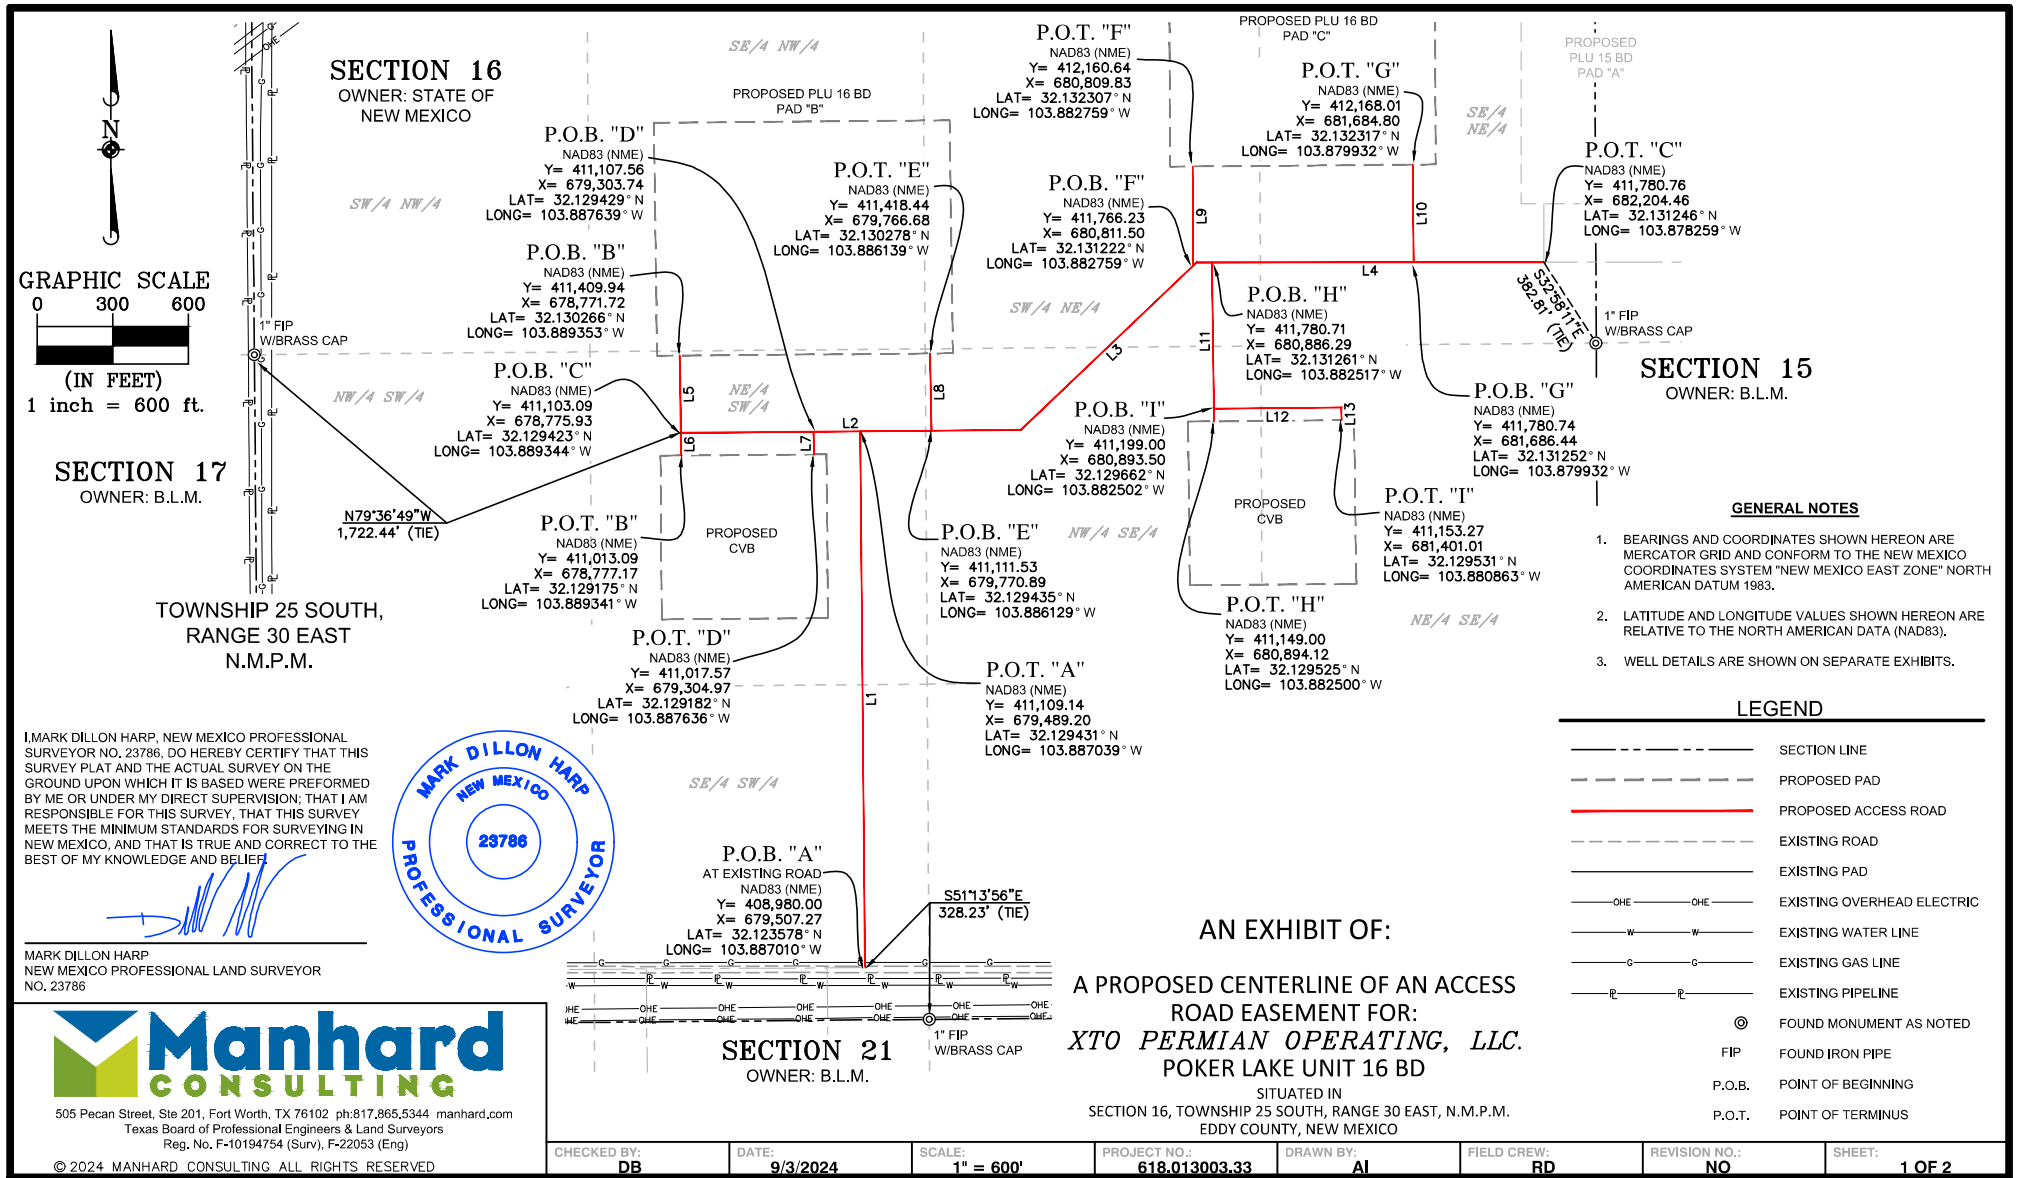 SECTION 16
OWNER: STATE OF
NEW MEXICO
SE/4 NW/4
PROPOSED PLU 16 BD
PAD "B"
P.O.T. "F"
NAD83 (NME)
Y= 412,160.64
X= 680,809.83
LAT= 32.132307° N
LONG= 103.882759° W
PROPOSED PLU 16 BD
PAD "C"
P.O.T. "G"
NAD83 (NME)
Y= 412,168.01
X= 681,684.80
LAT= 32.132317° N
LONG= 103.879932° W
PROPOSED
PLU 15 BD
PAD "A"
SE/4
NE/4
P.O.T. "C"
NAD83 (NME)
Y= 411,780.76
X= 682,204.46
LAT= 32.131246° N
LONG= 103.878259° W
N
SW/4 NW/4
P.O.B. "D"
NAD83 (NME)
Y= 411,107.56
X= 679,303.74
LAT= 32.129429° N
LONG= 103.887639° W
P.O.T. "E"
NAD83 (NME)
Y= 411,418.44
X= 679,766.68
LAT= 32.130278° N
LONG= 103.886139° W
P.O.B. "F"
NAD83 (NME)
Y= 411,766.23
X= 680,811.50
LAT= 32.131222° N
LONG= 103.882759° W
L9
L10
L4
S32°58'11"E
382.81' (TIE)
1" FIP
W/BRASS CAP
SECTION 15
OWNER: B.L.M.
GRAPHIC SCALE
0 300 600
(IN FEET)
1 inch = 600 ft.
1" FIP
W/BRASS CAP
P.O.B. "B"
NAD83 (NME)
Y= 411,409.94
X= 678,771.72
LAT= 32.130266° N
LONG= 103.889353° W
SW/4 NE/4
P.O.B. "H"
NAD83 (NME)
Y= 411,780.71
X= 680,886.29
LAT= 32.131261° N
LONG= 103.882517° W
L11
L3
NW/4 SW/4
P.O.B. "C"
NAD83 (NME)
Y= 411,103.09
X= 678,775.93
LAT= 32.129423° N
LONG= 103.889344° W
L5
NE/4
SW/4
L8
L2
L6
L7
P.O.B. "I"
NAD83 (NME)
Y= 411,199.00
X= 680,893.50
LAT= 32.129662° N
LONG= 103.882502° W
L12
L13
P.O.B. "G"
NAD83 (NME)
Y= 411,780.74
X= 681,686.44
LAT= 32.131252° N
LONG= 103.879932° W
SECTION 17
OWNER: B.L.M.
N79°36'49"W
1,722.44' (TIE)
P.O.T. "B"
NAD83 (NME)
Y= 411,013.09
X= 678,777.17
LAT= 32.129175° N
LONG= 103.889341° W
PROPOSED
CVB
P.O.B. "E"
NAD83 (NME)
Y= 411,111.53
X= 679,770.89
LAT= 32.129435° N
LONG= 103.886129° W
NW/4 SE/4
PROPOSED
CVB
P.O.T. "I"
NAD83 (NME)
Y= 411,153.27
X= 681,401.01
LAT= 32.129531° N
LONG= 103.880863° W
TOWNSHIP 25 SOUTH,
RANGE 30 EAST
N.M.P.M.
P.O.T. "D"
NAD83 (NME)
Y= 411,017.57
X= 679,304.97
LAT= 32.129182° N
LONG= 103.887636° W
L1
P.O.T. "A"
NAD83 (NME)
Y= 411,109.14
X= 679,489.20
LAT= 32.129431° N
LONG= 103.887039° W
P.O.T. "H"
NAD83 (NME)
Y= 411,149.00
X= 680,894.12
LAT= 32.129525° N
LONG= 103.882500° W
NE/4 SE/4
GENERAL NOTES
1. BEARINGS AND COORDINATES SHOWN HEREON ARE
MERCATOR GRID AND CONFORM TO THE NEW MEXICO
COORDINATES SYSTEM "NEW MEXICO EAST ZONE" NORTH
AMERICAN DATUM 1983.
2. LATITUDE AND LONGITUDE VALUES SHOWN HEREON ARE
RELATIVE TO THE NORTH AMERICAN DATA (NAD83).
3. WELL DETAILS ARE SHOWN ON SEPARATE EXHIBITS.
LEGEND
SECTION LINE
PROPOSED PAD
PROPOSED ACCESS ROAD
EXISTING ROAD
EXISTING PAD
OHE OHE EXISTING OVERHEAD ELECTRIC
W W EXISTING WATER LINE
G G EXISTING GAS LINE
PL PL EXISTING PIPELINE
FOUND MONUMENT AS NOTED
FIP FOUND IRON PIPE
P.O.B. POINT OF BEGINNING
P.O.T. POINT OF TERMINUS
I,MARK DILLON HARP, NEW MEXICO PROFESSIONAL
SURVEYOR NO. 23786, DO HEREBY CERTIFY THAT THIS
SURVEY PLAT AND THE ACTUAL SURVEY ON THE
GROUND UPON WHICH IT IS BASED WERE PREFORMED
BY ME OR UNDER MY DIRECT SUPERVISION; THAT I AM
RESPONSIBLE FOR THIS SURVEY, THAT THIS SURVEY
MEETS THE MINIMUM STANDARDS FOR SURVEYING IN
NEW MEXICO, AND THAT IS TRUE AND CORRECT TO THE
BEST OF MY KNOWLEDGE AND BELIEF.
MARK DILLON HARP
NEW MEXICO
23786
PROFESSIONAL SURVEYOR
SE/4 SW/4
P.O.B. "A"
AT EXISTING ROAD
NAD83 (NME)
Y= 408,980.00
X= 679,507.27
LAT= 32.123578° N
LONG= 103.887010° W
S51°13'56"E
328.23' (TIE)
1" FIP
W/BRASS CAP
SECTION 21
OWNER: B.L.M.
MARK DILLON HARP
NEW MEXICO PROFESSIONAL LAND SURVEYOR
NO. 23786
Manhard
CONSULTING
505 Pecan Street, Ste 201, Fort Worth, TX 76102 ph:817.865.5344 manhard.com
Texas Board of Professional Engineers & Land Surveyors
Reg. No. F-10194754 (Surv), F-22053 (Eng)
© 2024 MANHARD CONSULTING ALL RIGHTS RESERVED
AN EXHIBIT OF:
A PROPOSED CENTERLINE OF AN ACCESS
ROAD EASEMENT FOR:
XTO PERMIAN OPERATING, LLC.
POKER LAKE UNIT 16 BD
SITUATED IN
SECTION 16, TOWNSHIP 25 SOUTH, RANGE 30 EAST, N.M.P.M.
EDDY COUNTY, NEW MEXICO
CHECKED BY: DB
DATE: 9/3/2024
SCALE: 1" = 600'
PROJECT NO.: 618.013003.33
DRAWN BY: AI
FIELD CREW: RD
REVISION NO.: NO
SHEET: 1 OF 2